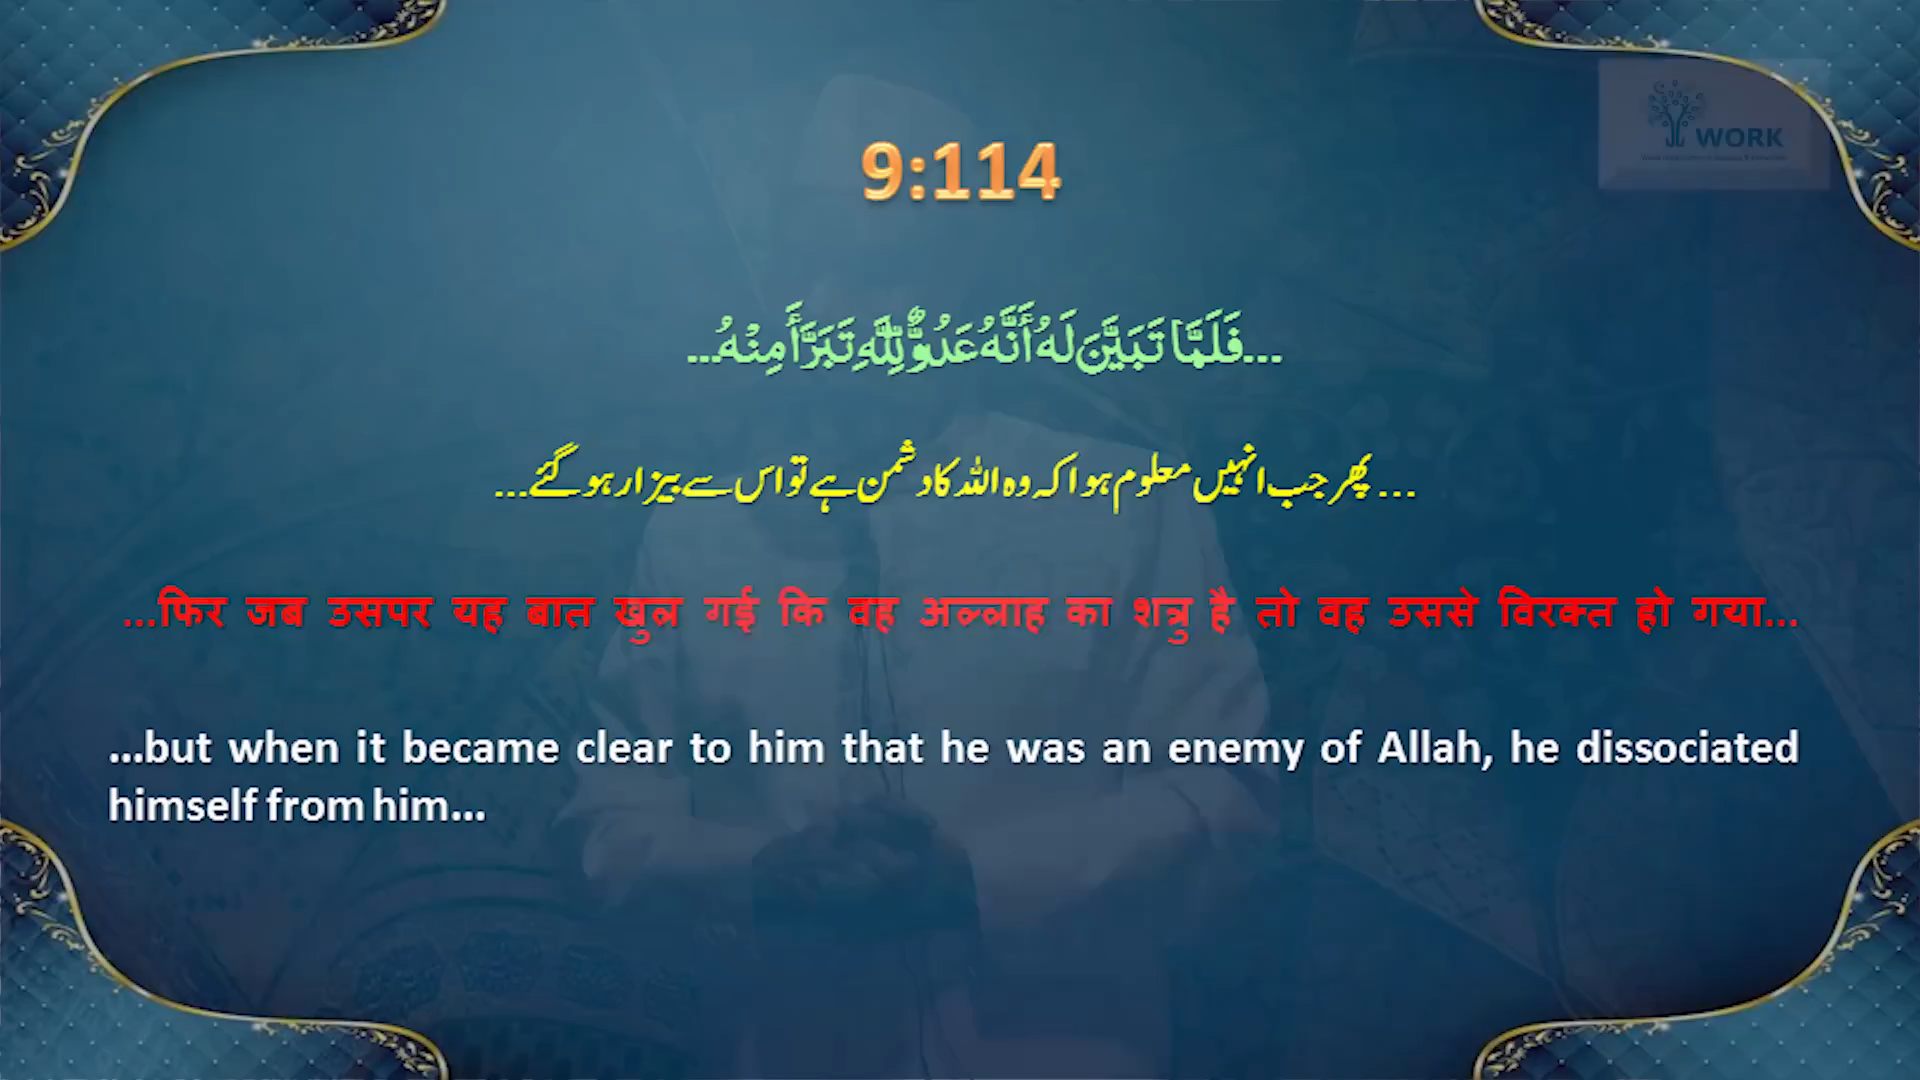 WORK
9:114
...فَلَمَّا تَبَيَّنَ لَهُ أَنَّهُ عَدُوٌّ لِلَّهِ تَبَرَّأَ مِنْهُ...
... پھر جب انہیں معلوم ہوا کہ وہ اللہ کا دشمن ہے تو اس سے بیزار ہو گئے...
...फिर जब उसपर यह बात खुल गई कि वह अल्लाह का शत्रु है तो वह उससे विरक्त हो गया...
...but when it became clear to him that he was an enemy of Allah, he dissociated
himself from him...